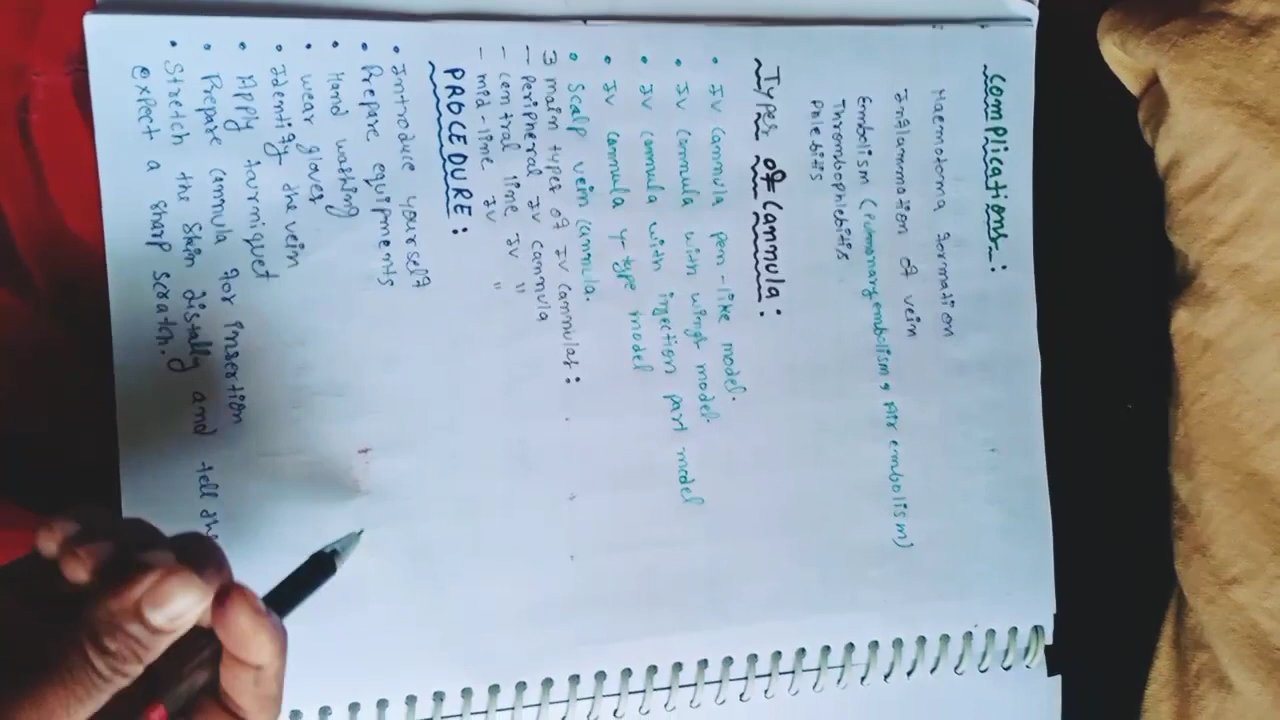 Complications:
Haemotoma formation
Inflammation of vein
Embolism (Pulmonary embolism & Air embolism)
Thrombophlebitis
Phlebitis
Types of Cannula:
• IV cannula pen-like model.
• IV cannula with wings model.
• IV cannula with injection part model
• IV cannula y-type model
• Scalp vein cannula.
3 main types of IV cannulas:
- Peripheral IV cannula
- central line IV "
- mid-line IV "
PROCEDURE:
• Introduce yourself
• Prepare equipments
• Hand washing
• wear gloves
• Identify the vein
• Apply turniquet
• Prepare cannula for insertion
• Stretch the skin distally and tell the
expect a sharp scratch.